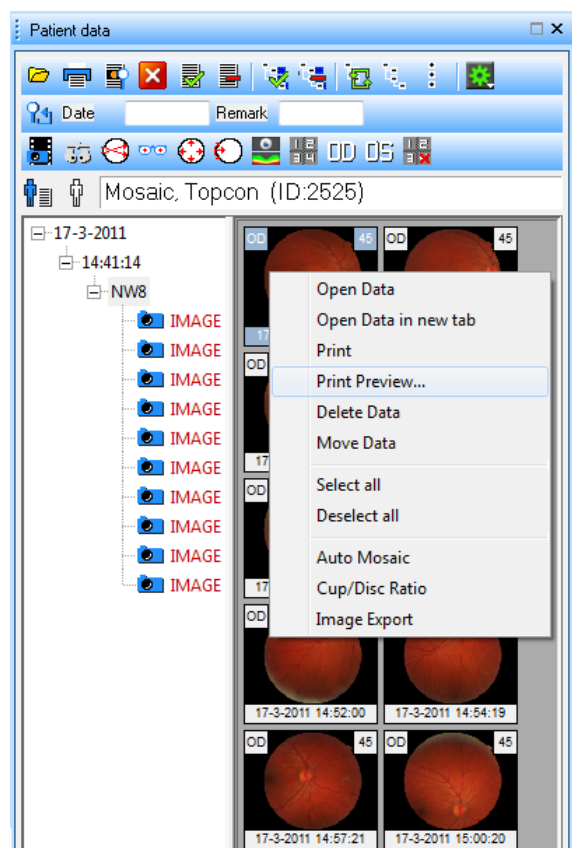 Patient data
Date
Remark
1 2
3 4
OD
OS
Mosaic, Topcon (ID:2525)
17-3-2011
14:41:14
NW8
IMAGE
IMAGE
IMAGE
IMAGE
IMAGE
IMAGE
IMAGE
IMAGE
IMAGE
IMAGE
OD 45
OD 45
17
OD
17
OD
17
OD
Open Data
Open Data in new tab
Print
Print Preview...
Delete Data
Move Data
Select all
Deselect all
Auto Mosaic
Cup/Disc Ratio
Image Export
17-3-2011 14:52:00
17-3-2011 14:54:19
OD 45
OD 45
17-3-2011 14:57:21
17-3-2011 15:00:20